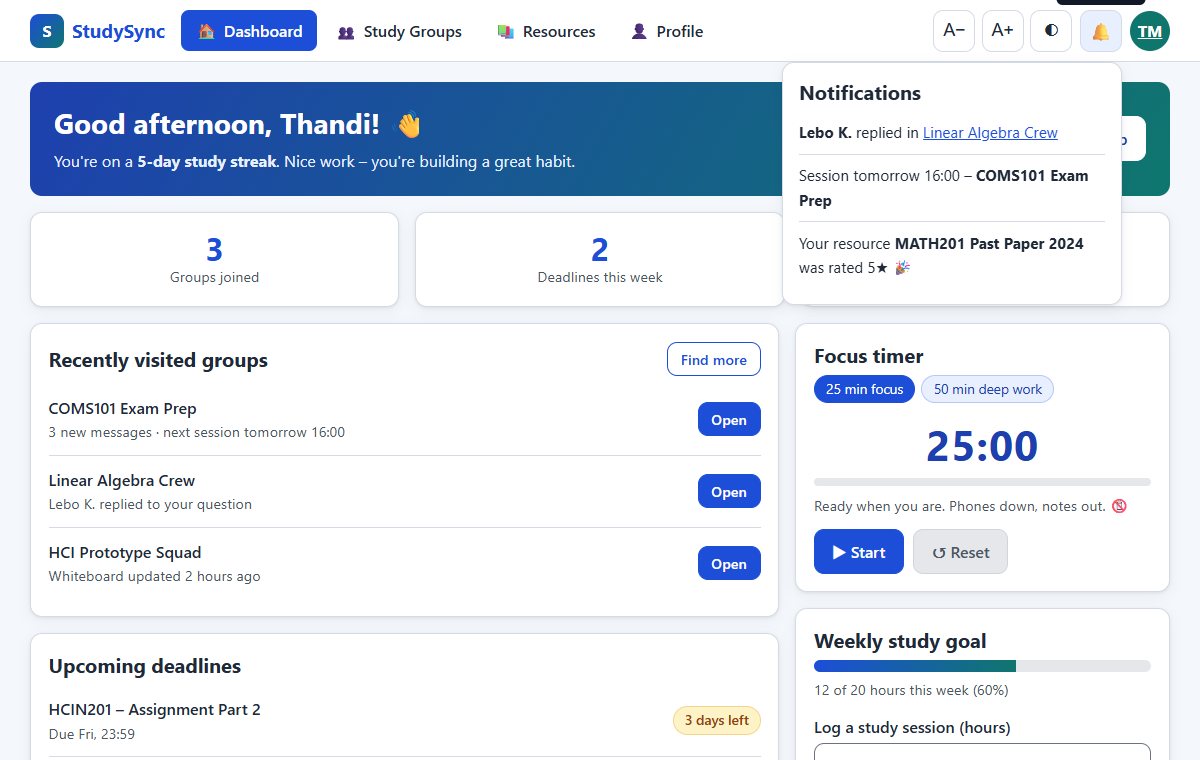 S StudySync
🏠 Dashboard
👥 Study Groups
📚 Resources
👤 Profile
A−
A+
◐
🔔
TM
Good afternoon, Thandi! 👋
You're on a 5-day study streak. Nice work – you're building a great habit.
Notifications
Lebo K. replied in Linear Algebra Crew
Session tomorrow 16:00 – COMS101 Exam
Prep
Your resource MATH201 Past Paper 2024
was rated 5★ 🎉
3
Groups joined
2
Deadlines this week
Recently visited groups
Find more
COMS101 Exam Prep
3 new messages · next session tomorrow 16:00
Open
Linear Algebra Crew
Lebo K. replied to your question
Open
HCI Prototype Squad
Whiteboard updated 2 hours ago
Open
Upcoming deadlines
HCIN201 – Assignment Part 2
Due Fri, 23:59
3 days left
Focus timer
25 min focus
50 min deep work
25:00
Ready when you are. Phones down, notes out. 📵
▶ Start
↺ Reset
Weekly study goal
12 of 20 hours this week (60%)
Log a study session (hours)